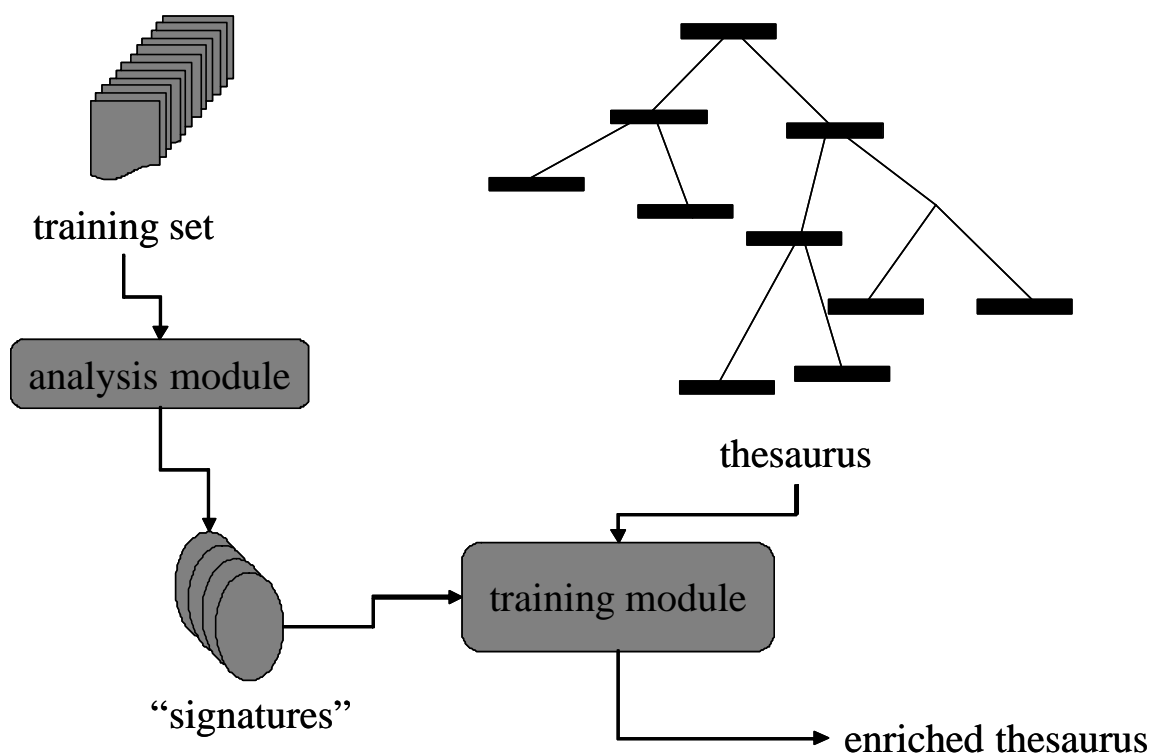 training set
analysis module
thesaurus
training module
“signatures”
enriched thesaurus